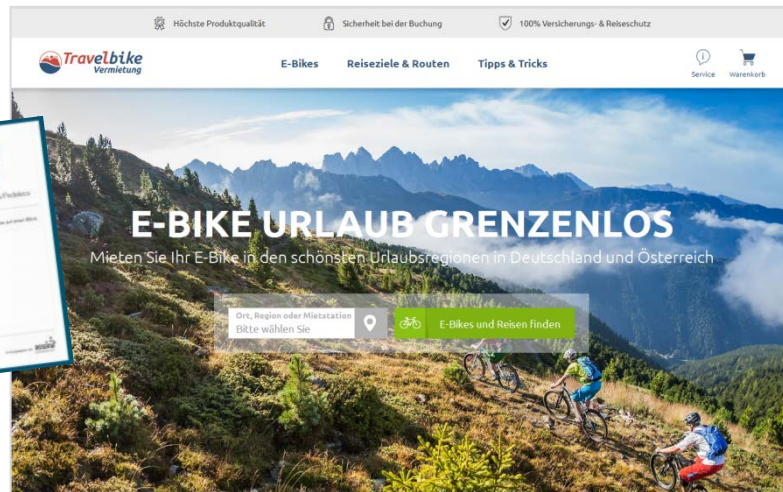 Höchste Produktqualität
Sicherheit bei der Buchung
100% Versicherungs- & Reiseschutz
Travelbike
Vermietung
E-Bikes
Reiseziele & Routen
Tipps & Tricks
Service
Warenkorb
E-BIKE URLAUB GRENZENLOS
Mieten Sie Ihr E-Bike in den schönsten Urlaubsregionen in Deutschland und Österreich
Ort, Region oder Mietstation
Bitte wählen Sie
E-Bikes und Reisen finden